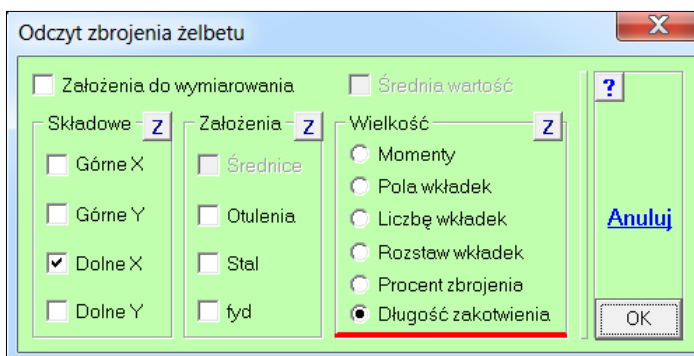 Odczyt zbrojenia żelbetu
X
Założenia do wymiarowania
Średnia wartość
?
Składowe
Z
Założenia
Z
Wielkość
Z
Górne X
Górne Y
Dolne X
Dolne Y
Średnice
Otulenia
Stal
fyd
Momenty
Pola wkładek
Liczbę wkładek
Rozstaw wkładek
Procent zbrojenia
Długość zakotwienia
Anuluj
OK